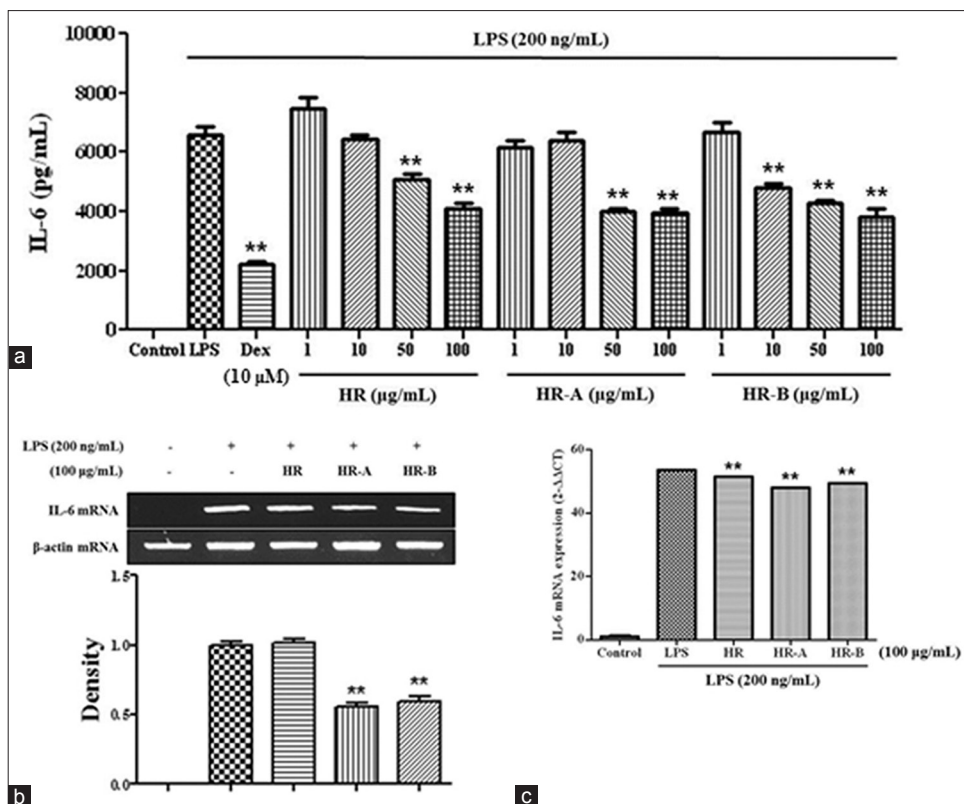 LPS (200 ng/mL)
10000
8000
6000
4000
2000
0
IL-6 (pg/mL)
** ** ** ** ** ** ** **
Control LPS Dex 1 10 50 100 1 10 50 100 1 10 50 100
(10 µM)
HR (µg/mL) HR-A (µg/mL) HR-B (µg/mL)
a
LPS (200 ng/mL) - + + + +
(100 µg/mL) - - HR HR-A HR-B
IL-6 mRNA
β-actin mRNA
1.5
1.0
0.5
0.0
Density
** **
b
60
40
20
0
IL-6 mRNA expression (2-ΔΔCT)
** ** **
Control LPS HR HR-A HR-B (100 µg/mL)
LPS (200 ng/mL)
c